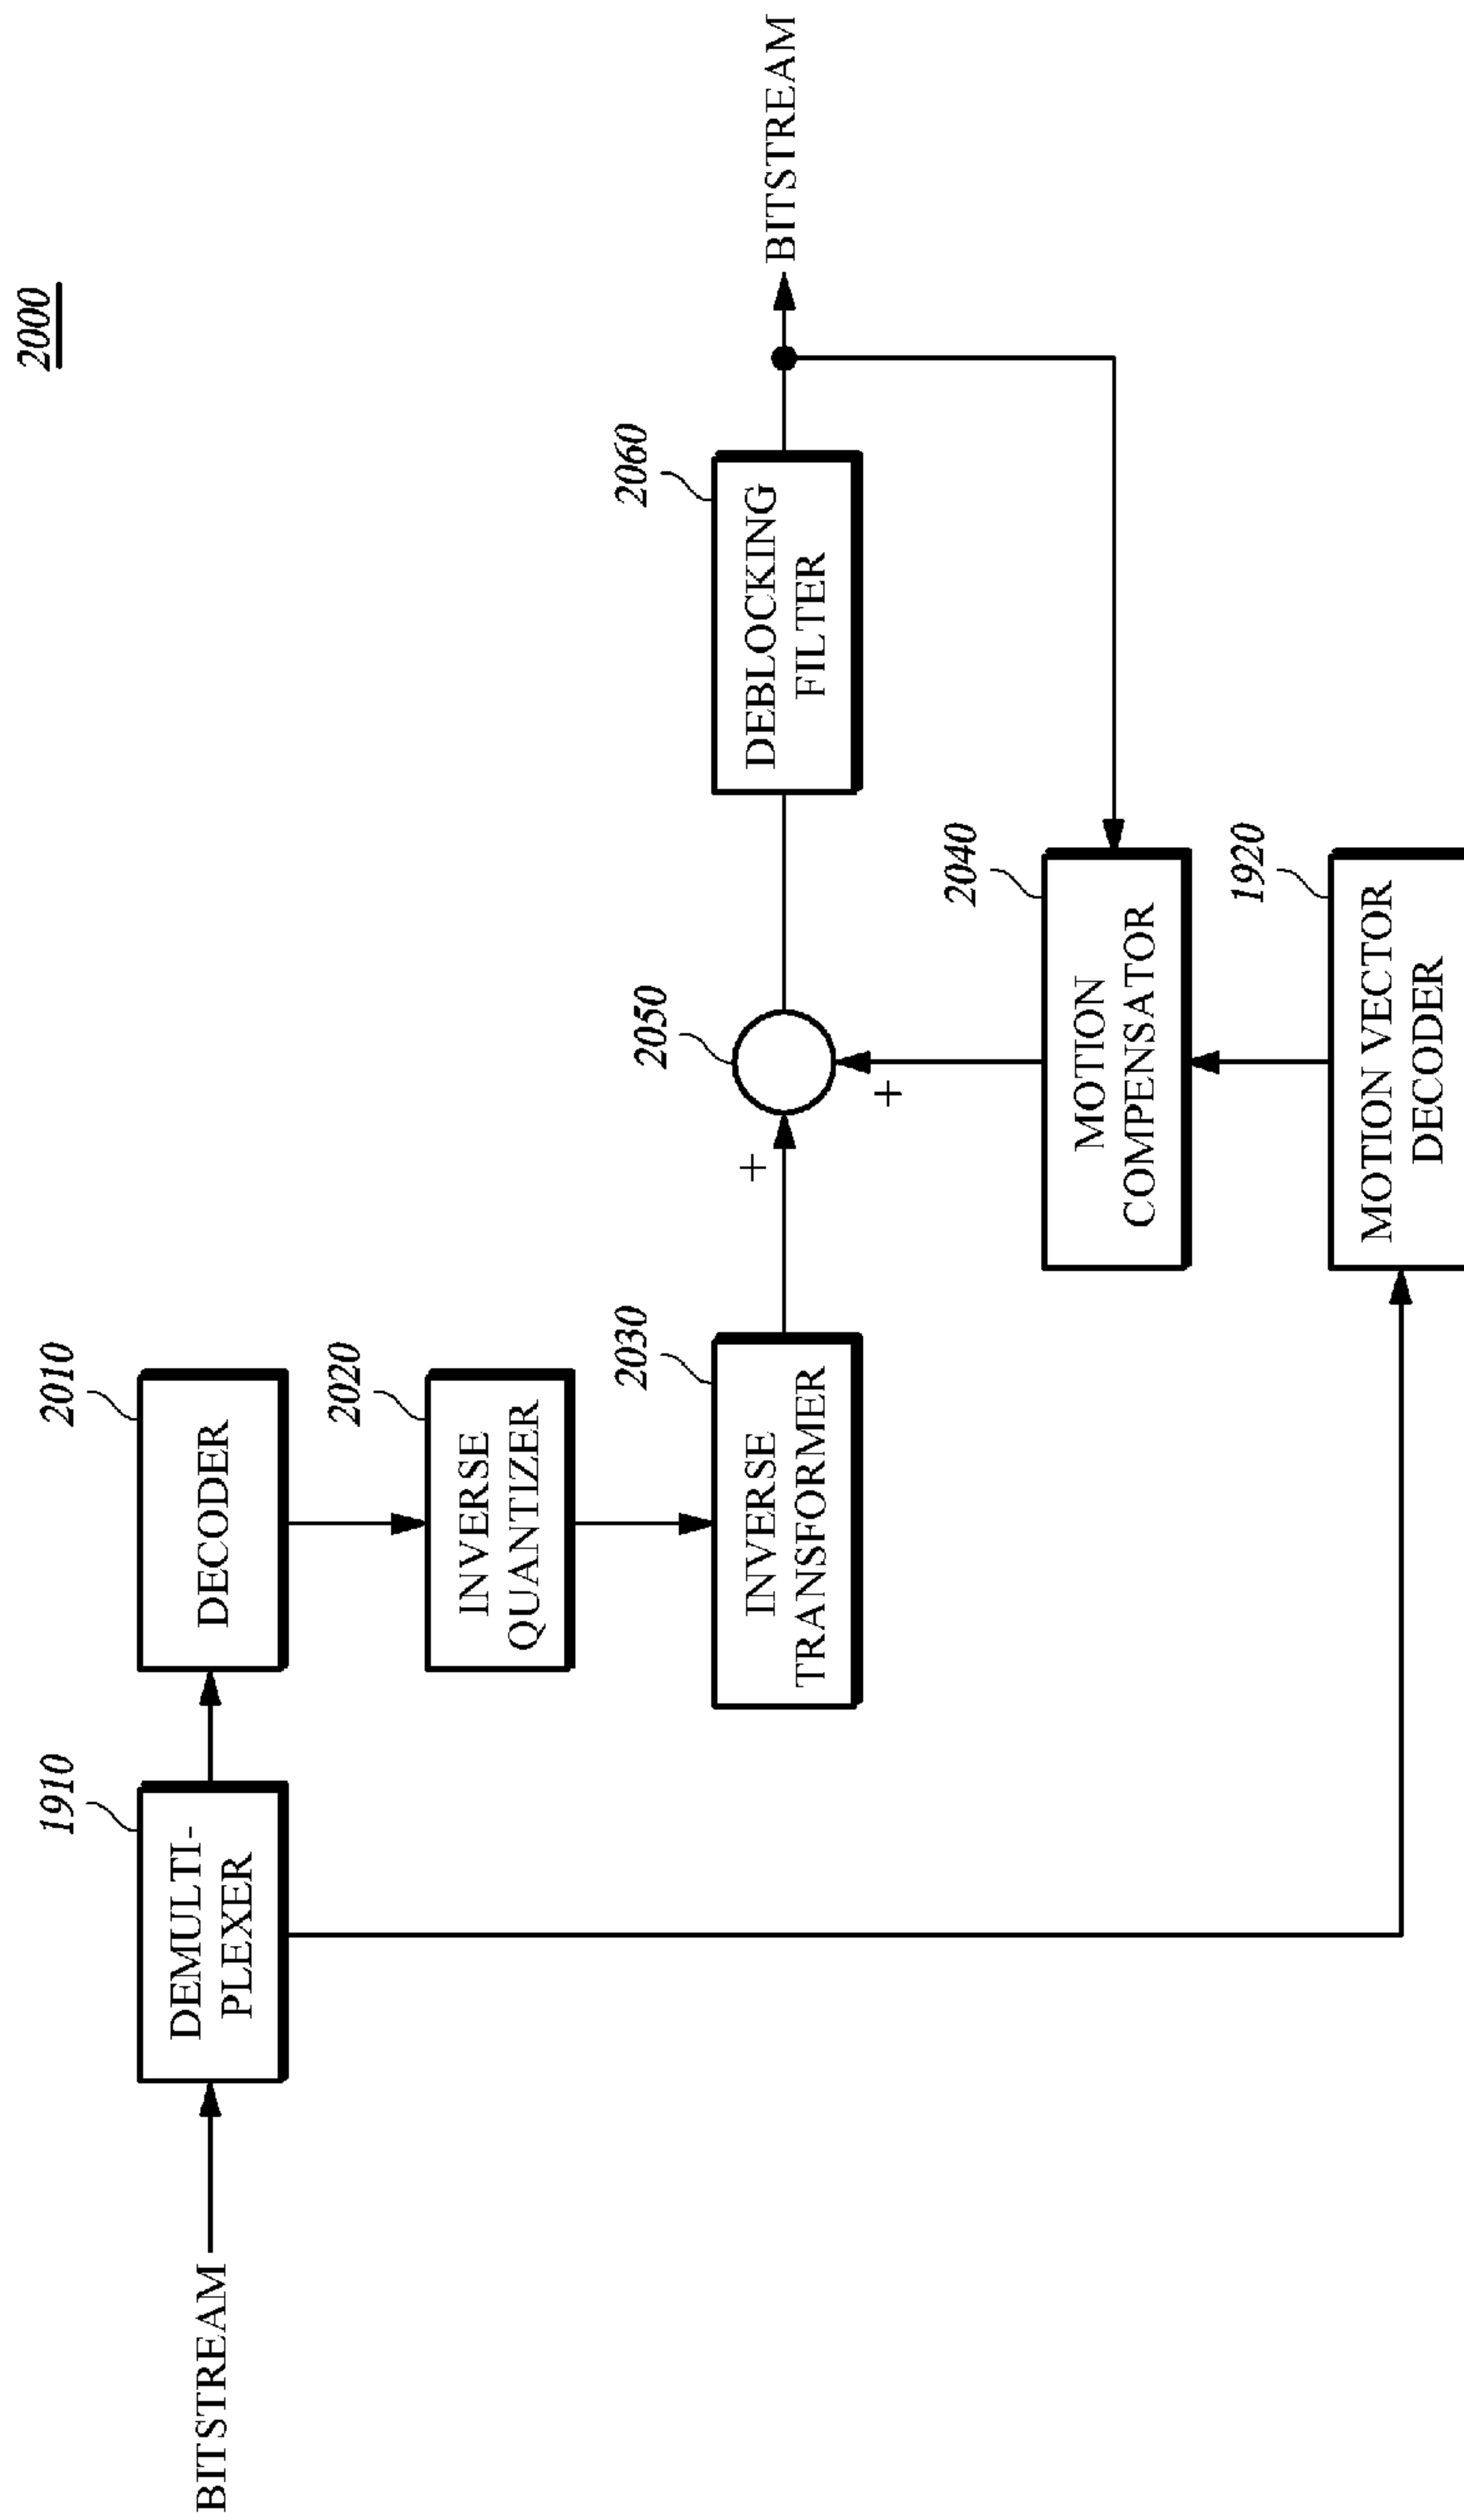 2000
BITSTREAM
1910
DEMULTI-
PLEXER
2010
DECODER
2020
INVERSE
QUANTIZER
2030
INVERSE
TRANSFORMER
+
+
2050
2060
DEBLOCKING
FILTER
BITSTREAM
2040
MOTION
COMPENSATOR
1920
MOTION VECTOR
DECODER